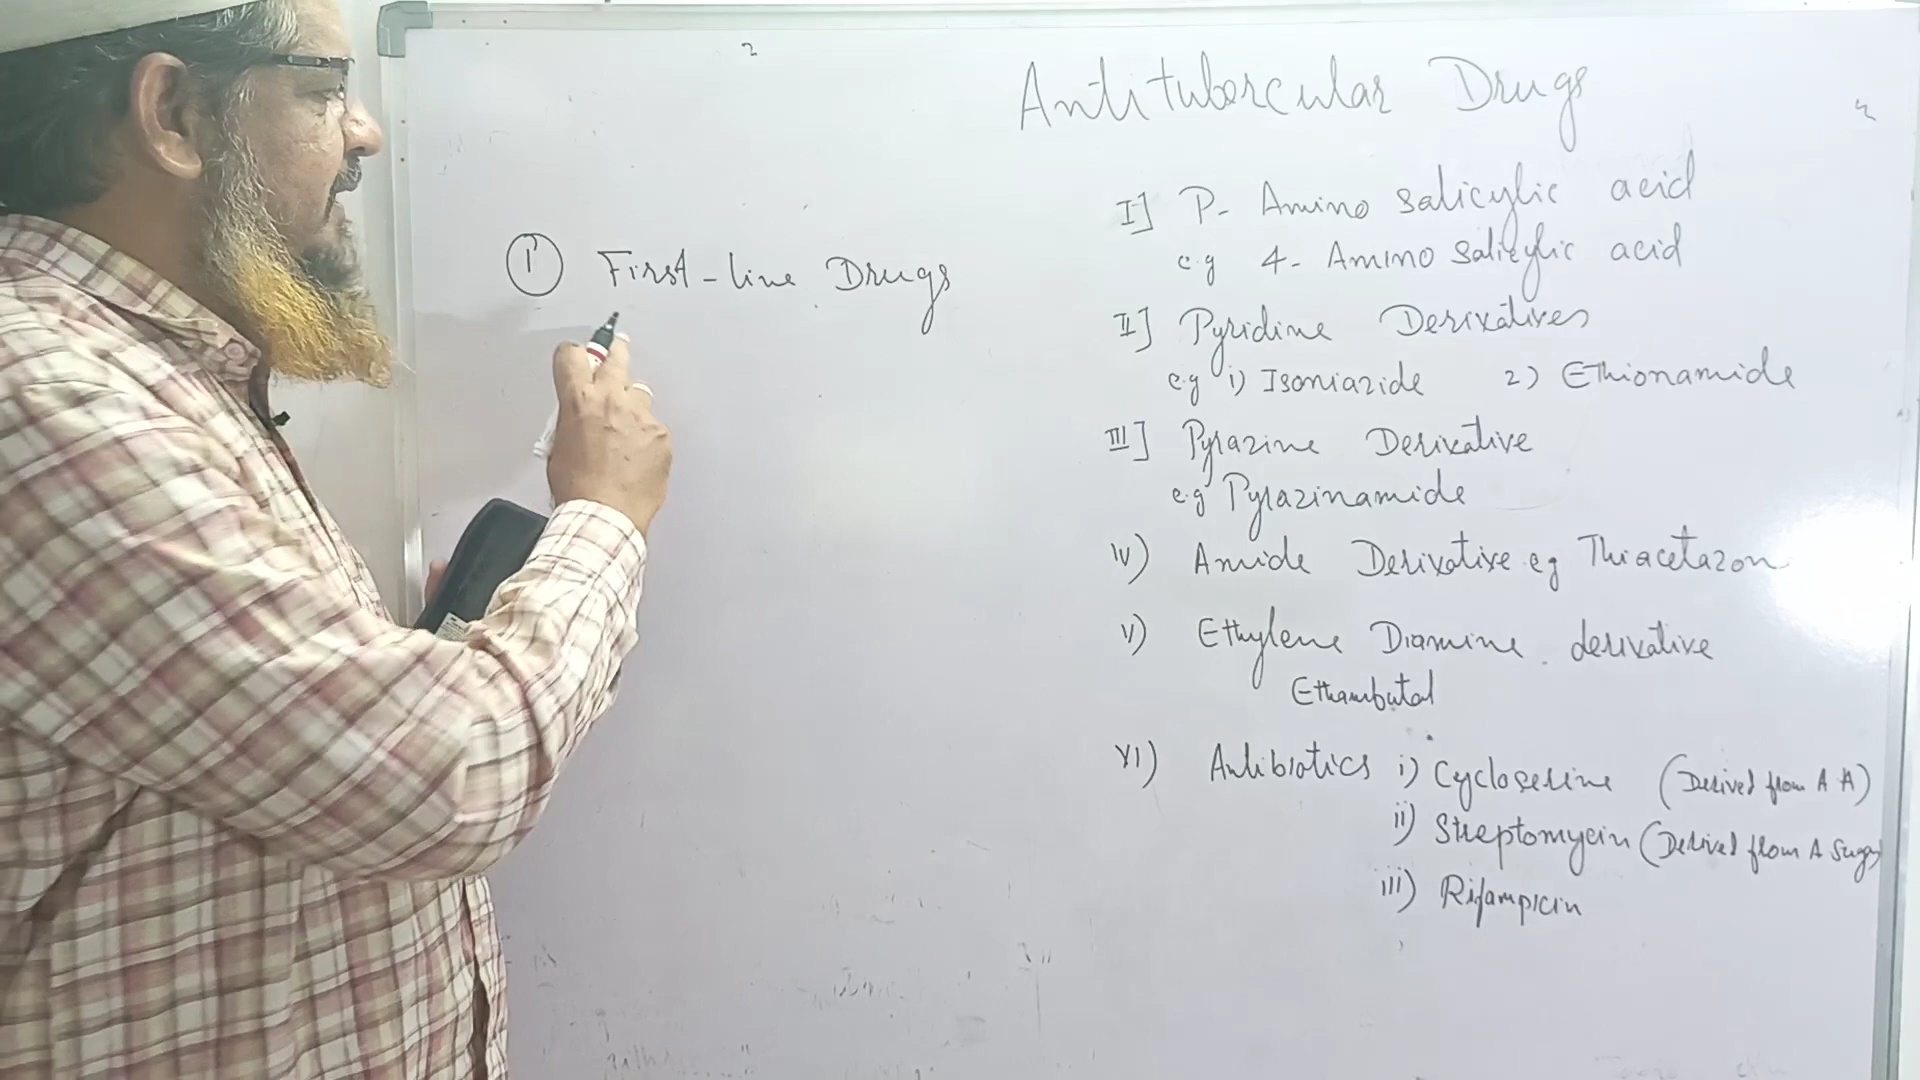 Antitubercular Drugs
I] P- Amino salicylic acid
e.g 4- Amino Salicylic acid
II] Pyridine Derivatives
e.g i) Isoniazide 2) Ethionamide
III] Pyrazine Derivative
e.g Pyrazinamide
IV) Amide Derivative eg Thiacetazon
V) Ethylene Diamine derivative
Ethambutal
VI) Antibiotics i) Cycloserine (Derived from A A)
ii) Streptomycin (Derived from A Sugar
iii) Rifampicin
1 First-line Drugs